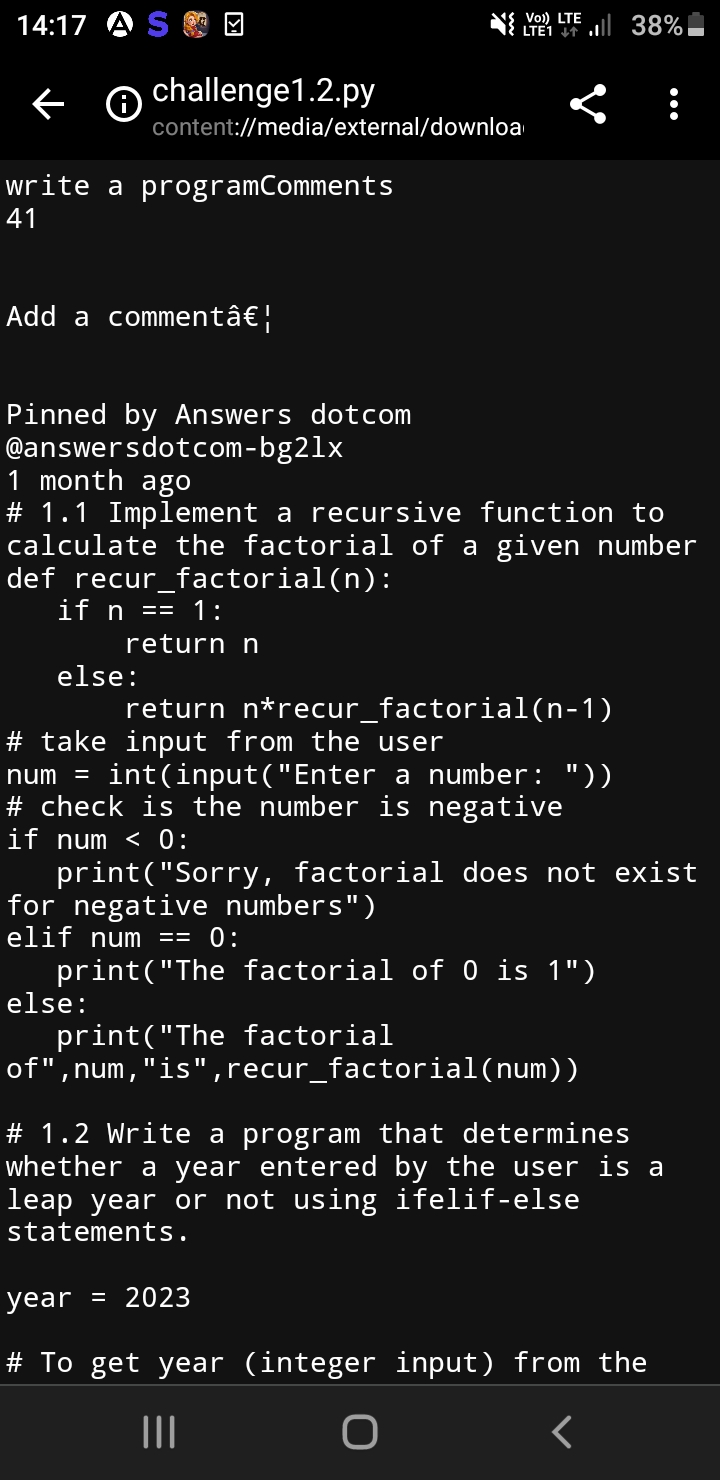 14:17 Vo)) LTE 38%
LTE1
challenge1.2.py
content://media/external/downloa
write a programComments
41
Add a commentâ€¦
Pinned by Answers dotcom
@answersdotcom-bg2lx
1 month ago
# 1.1 Implement a recursive function to
calculate the factorial of a given number
def recur_factorial(n):
   if n == 1:
       return n
   else:
       return n*recur_factorial(n-1)
# take input from the user
num = int(input("Enter a number: "))
# check is the number is negative
if num < 0:
   print("Sorry, factorial does not exist
for negative numbers")
elif num == 0:
   print("The factorial of 0 is 1")
else:
   print("The factorial
of",num,"is",recur_factorial(num))
# 1.2 Write a program that determines
whether a year entered by the user is a
leap year or not using ifelif-else
statements.
year = 2023
# To get year (integer input) from the